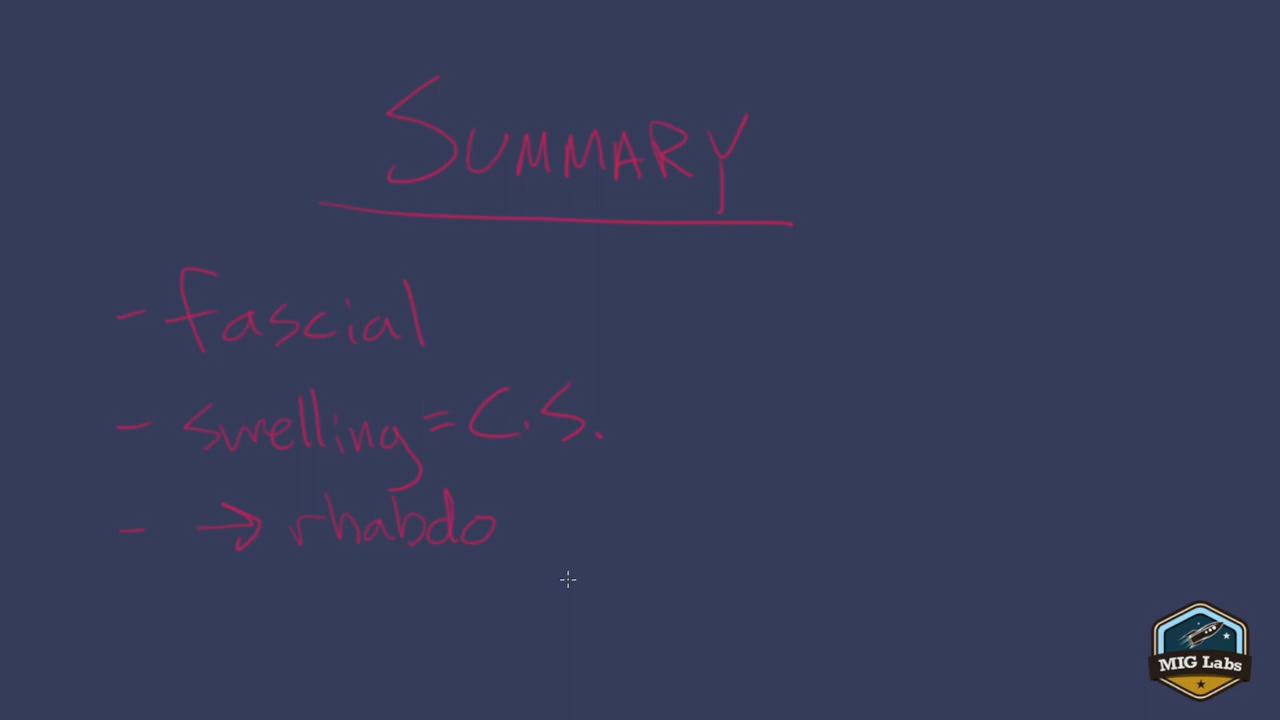 SUMMARY
- fascial
- swelling = C.S.
- → rhabdo
MIG Labs